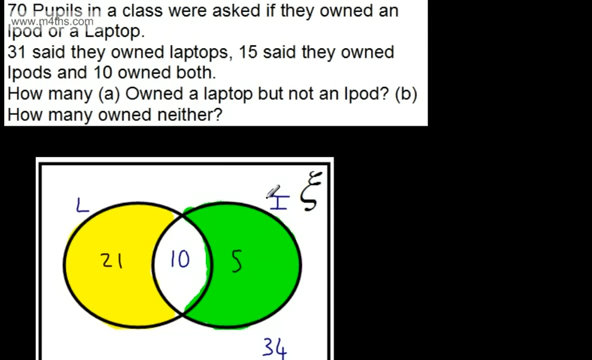 70 Pupils in a class were asked if they owned an
www.m4ths.com
Ipod or a Laptop.
31 said they owned laptops, 15 said they owned
Ipods and 10 owned both.
How many (a) Owned a laptop but not an Ipod? (b)
How many owned neither?
L I ξ
21 10 5
34